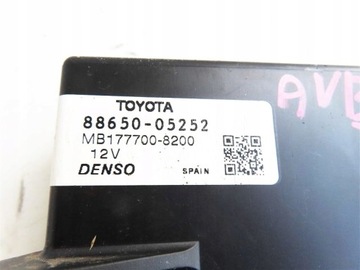 TOYOTA
88650-05252
MB177700-8200
12V
DENSO
SPAIN